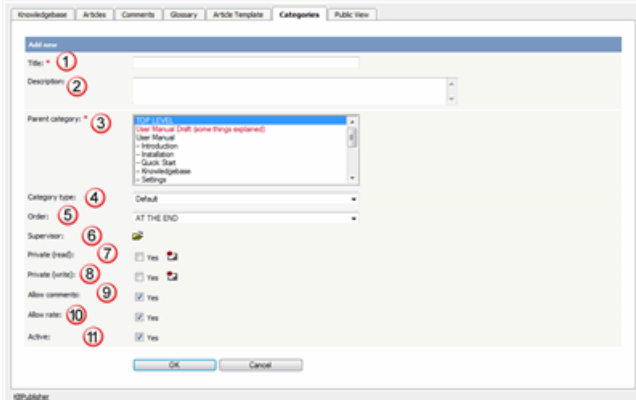 Knowledgebase Articles Comments Glossary Article Template Categories Public View
Add new
Title: * 1
Description: 2
Parent category: * 3
TOP LEVEL
User Manual Draft (some things explained)
User Manual
-- Introduction
-- Installation
-- Quick Start
-- Knowledgebase
-- Settings
Category type: 4 Default
Order: 5 AT THE END
Supervisor: 6
Private (read): 7 Yes
Private (write): 8 Yes
Allow comments: 9 Yes
Allow rate: 10 Yes
Active: 11 Yes
OK Cancel
KBPublisher